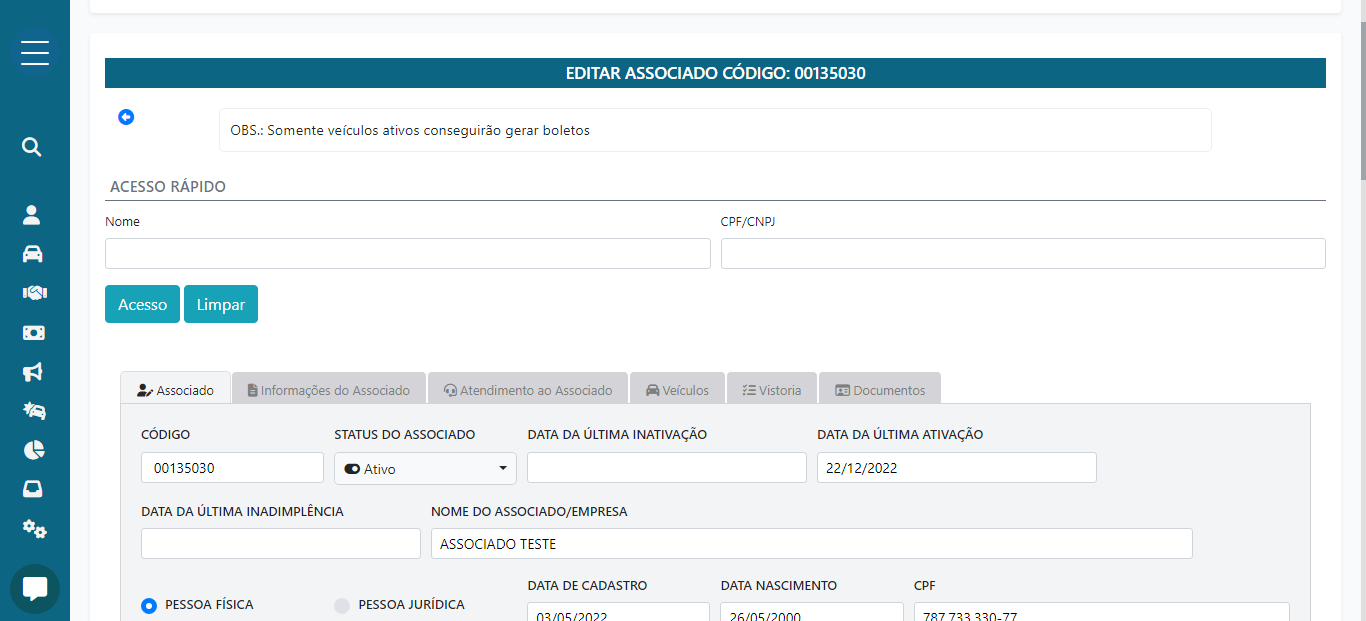 EDITAR ASSOCIADO CÓDIGO: 00135030
OBS.: Somente veículos ativos conseguirão gerar boletos
ACESSO RÁPIDO
Nome CPF/CNPJ
Acesso Limpar
Associado Informações do Associado Atendimento ao Associado Veículos Vistoria Documentos
CÓDIGO STATUS DO ASSOCIADO DATA DA ÚLTIMA INATIVAÇÃO DATA DA ÚLTIMA ATIVAÇÃO
00135030 Ativo 22/12/2022
DATA DA ÚLTIMA INADIMPLÊNCIA NOME DO ASSOCIADO/EMPRESA
ASSOCIADO TESTE
DATA DE CADASTRO DATA NASCIMENTO CPF
PESSOA FÍSICA PESSOA JURÍDICA
03/05/2022 26/05/2000 787.733.330-77